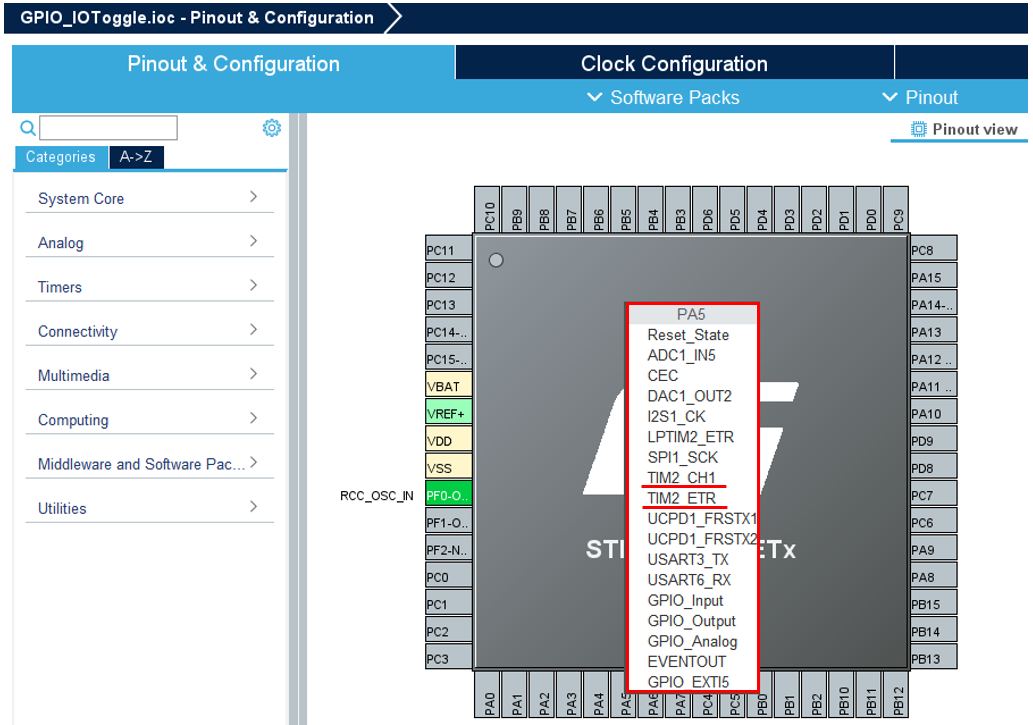 GPIO_IOToggle.ioc - Pinout & Configuration
Pinout & Configuration
Clock Configuration
Software Packs
Pinout
Pinout view
Categories
A->Z
System Core
Analog
Timers
Connectivity
Multimedia
Computing
Middleware and Software Pac...
Utilities
PC10
PB9
PB8
PB7
PB6
PB5
PB4
PB3
PD6
PD5
PD4
PD3
PD2
PD1
PD0
PC9
PC11
PC12
PC13
PC14-..
PC15-..
VBAT
VREF+
VDD
VSS
RCC_OSC_IN
PF0-O..
PF1-O..
PF2-N..
PC0
PC1
PC2
PC3
PA5
Reset_State
ADC1_IN5
CEC
DAC1_OUT2
I2S1_CK
LPTIM2_ETR
SPI1_SCK
TIM2_CH1
TIM2_ETR
UCPD1_FRSTX1
UCPD1_FRSTX2
USART3_TX
USART6_RX
GPIO_Input
GPIO_Output
GPIO_Analog
EVENTOUT
GPIO_EXTI5
PC8
PA15
PA14-..
PA13
PA12 ..
PA11 ..
PA10
PD9
PD8
PC7
PC6
PA9
PA8
PB15
PB14
PB13
PA0
PA1
PA2
PA3
PA4
PA5
PA6
PA7
PC4
PC5
PB0
PB1
PB2
PB10
PB11
PB12